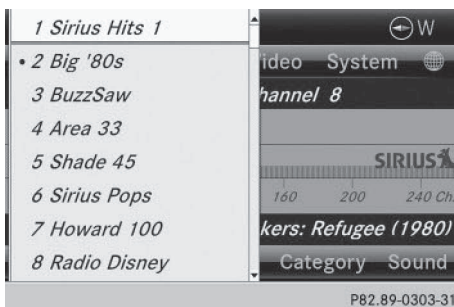 1 Sirius Hits 1
W
• 2 Big '80s
ideo System
3 BuzzSaw
hannel 8
4 Area 33
5 Shade 45
SIRIUS
6 Sirius Pops
160 200 240 Ch.
7 Howard 100
kers: Refugee (1980)
8 Radio Disney
Category Sound
P82.89-0303-31